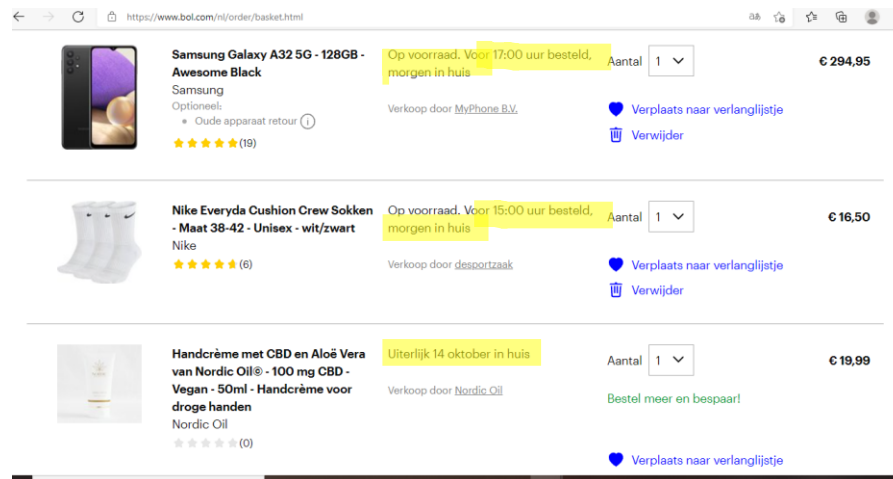 https://www.bol.com/nl/order/basket.html
Samsung Galaxy A32 5G - 128GB -
Awesome Black
Samsung
Optioneel:
Oude apparaat retour
(19)
Op voorraad. Voor 17:00 uur besteld,
morgen in huis
Verkoop door MyPhone B.V.
Aantal 1
€ 294,95
Verplaats naar verlanglijstje
Verwijder
Nike Everyda Cushion Crew Sokken
- Maat 38-42 - Unisex - wit/zwart
Nike
(6)
Op voorraad. Voor 15:00 uur besteld,
morgen in huis
Verkoop door desportzaak
Aantal 1
€ 16,50
Verplaats naar verlanglijstje
Verwijder
Handcrème met CBD en Aloë Vera
van Nordic Oil® - 100 mg CBD -
Vegan - 50ml - Handcrème voor
droge handen
Nordic Oil
(0)
Uiterlijk 14 oktober in huis
Verkoop door Nordic Oil
Aantal 1
€ 19,99
Bestel meer en bespaar!
Verplaats naar verlanglijstje